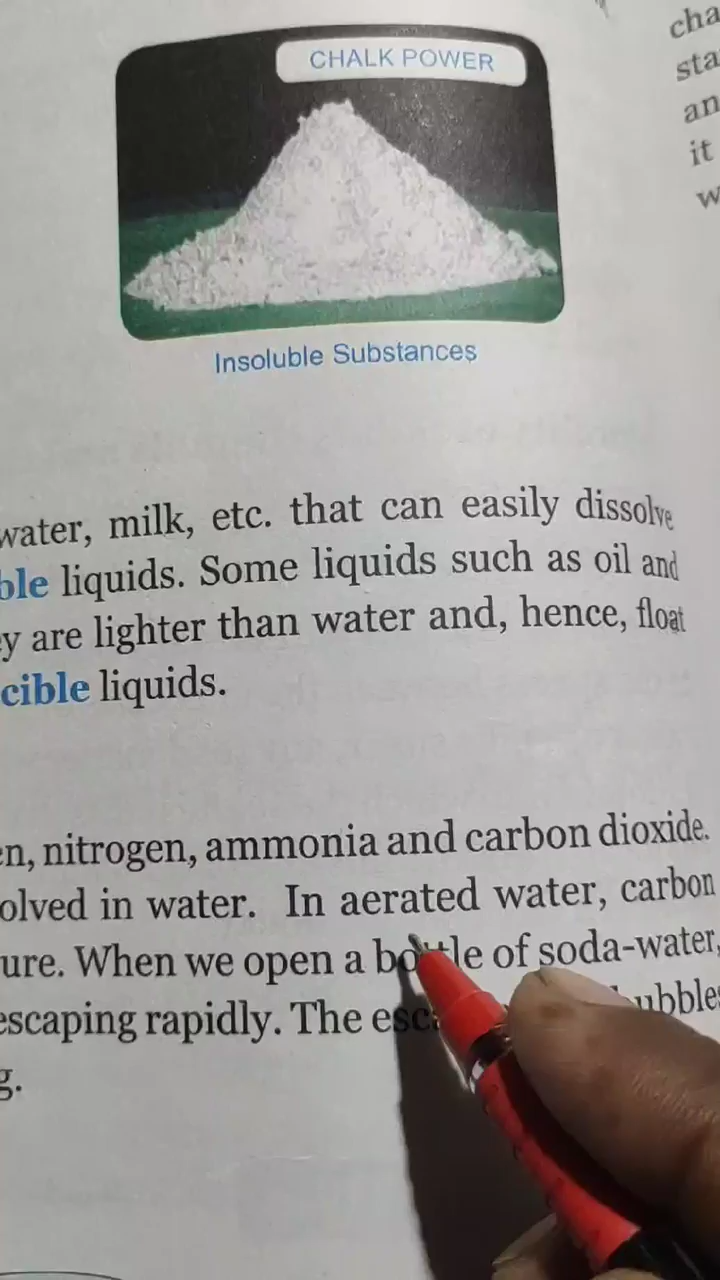 CHALK POWER
Insoluble Substances
water, milk, etc. that can easily dissolve
ble liquids. Some liquids such as oil and
ey are lighter than water and, hence, float
cible liquids.
en, nitrogen, ammonia and carbon dioxide.
olved in water. In aerated water, carbon
ure. When we open a bottle of soda-water,
escaping rapidly. The
g.
cha
sta
an
it
w